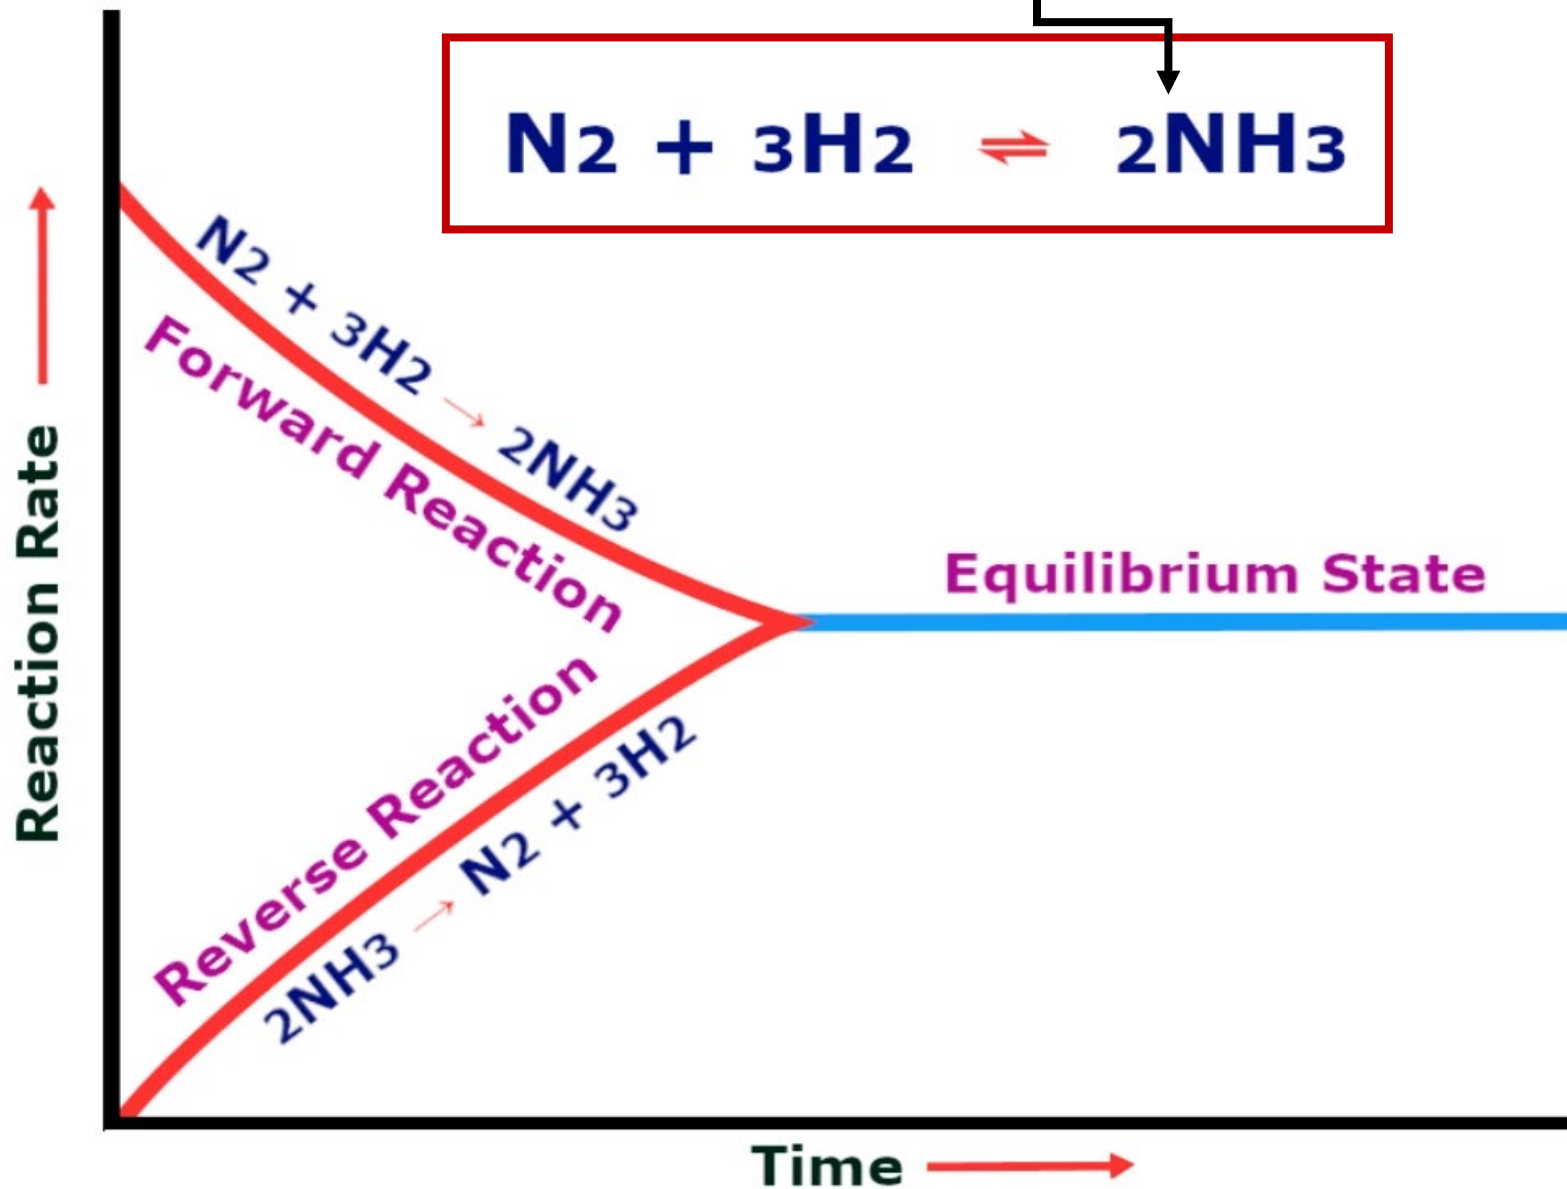 N2 + 3H2 ⇌ 2NH3
N2 + 3H2 → 2NH3
Forward Reaction
Equilibrium State
Reverse Reaction
2NH3 → N2 + 3H2
Reaction Rate
Time